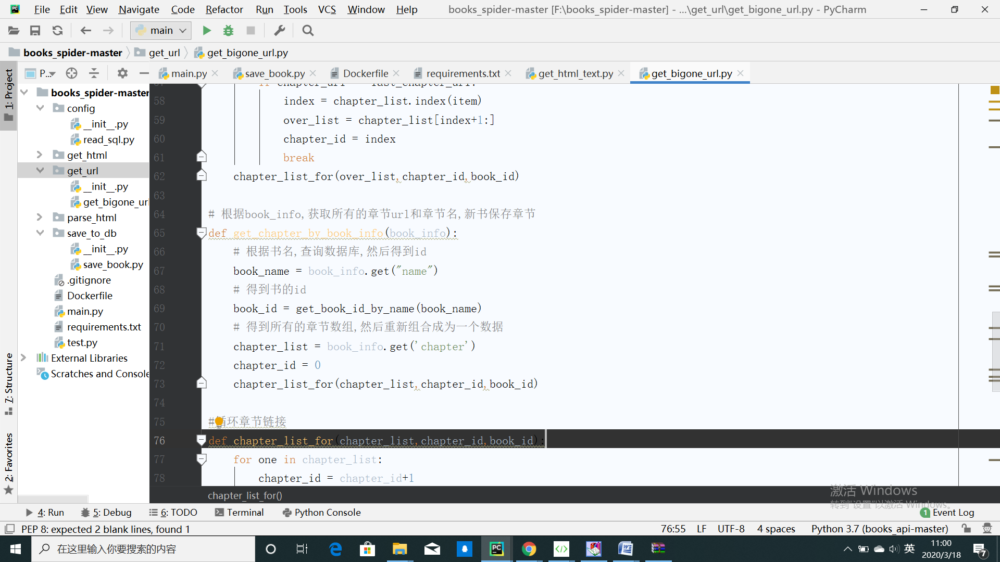 File Edit View Navigate Code Refactor Run Tools VCS Window Help books_spider-master [F:\books_spider-master] - ...\get_url\get_bigone_url.py - PyCharm
main
books_spider-master get_url get_bigone_url.py
P... main.py save_book.py Dockerfile requirements.txt get_html_text.py get_bigone_url.py
1: Project
7: Structure
2: Favorites
books_spider-master
config
__init__.py
read_sql.py
get_html
get_url
__init__.py
get_bigone_url
parse_html
save_to_db
__init__.py
save_book.py
.gitignore
Dockerfile
main.py
requirements.txt
test.py
External Libraries
Scratches and Console
58 index = chapter_list.index(item)
59 over_list = chapter_list[index+1:]
60 chapter_id = index
61 break
62 chapter_list_for(over_list,chapter_id,book_id)
63
64 # 根据book_info,获取所有的章节url和章节名,新书保存章节
65 def get_chapter_by_book_info(book_info):
66 # 根据书名,查询数据库,然后得到id
67 book_name = book_info.get("name")
68 # 得到书的id
69 book_id = get_book_id_by_name(book_name)
70 # 得到所有的章节数组,然后重新组合成为一个数据
71 chapter_list = book_info.get('chapter')
72 chapter_id = 0
73 chapter_list_for(chapter_list,chapter_id,book_id)
74
75 #循环章节链接
76 def chapter_list_for(chapter_list,chapter_id,book_id):
77 for one in chapter_list:
78 chapter_id = chapter_id+1
chapter_list_for()
激活 Windows
转到"设置"以激活 Windows。
4: Run 5: Debug 6: TODO Terminal Python Console 1 Event Log
PEP 8: expected 2 blank lines, found 1 76:55 LF UTF-8 4 spaces Python 3.7 (books_api-master)
在这里输入你要搜索的内容
英 11:00
2020/3/18
7